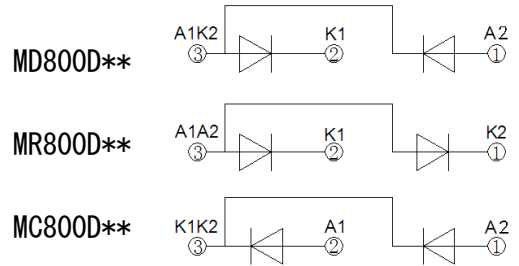 A1K2 K1 A2
MD800D** ③ ② ①
A1A2 K1 K2
MR800D** ③ ② ①
K1K2 A1 A2
MC800D** ③ ② ①